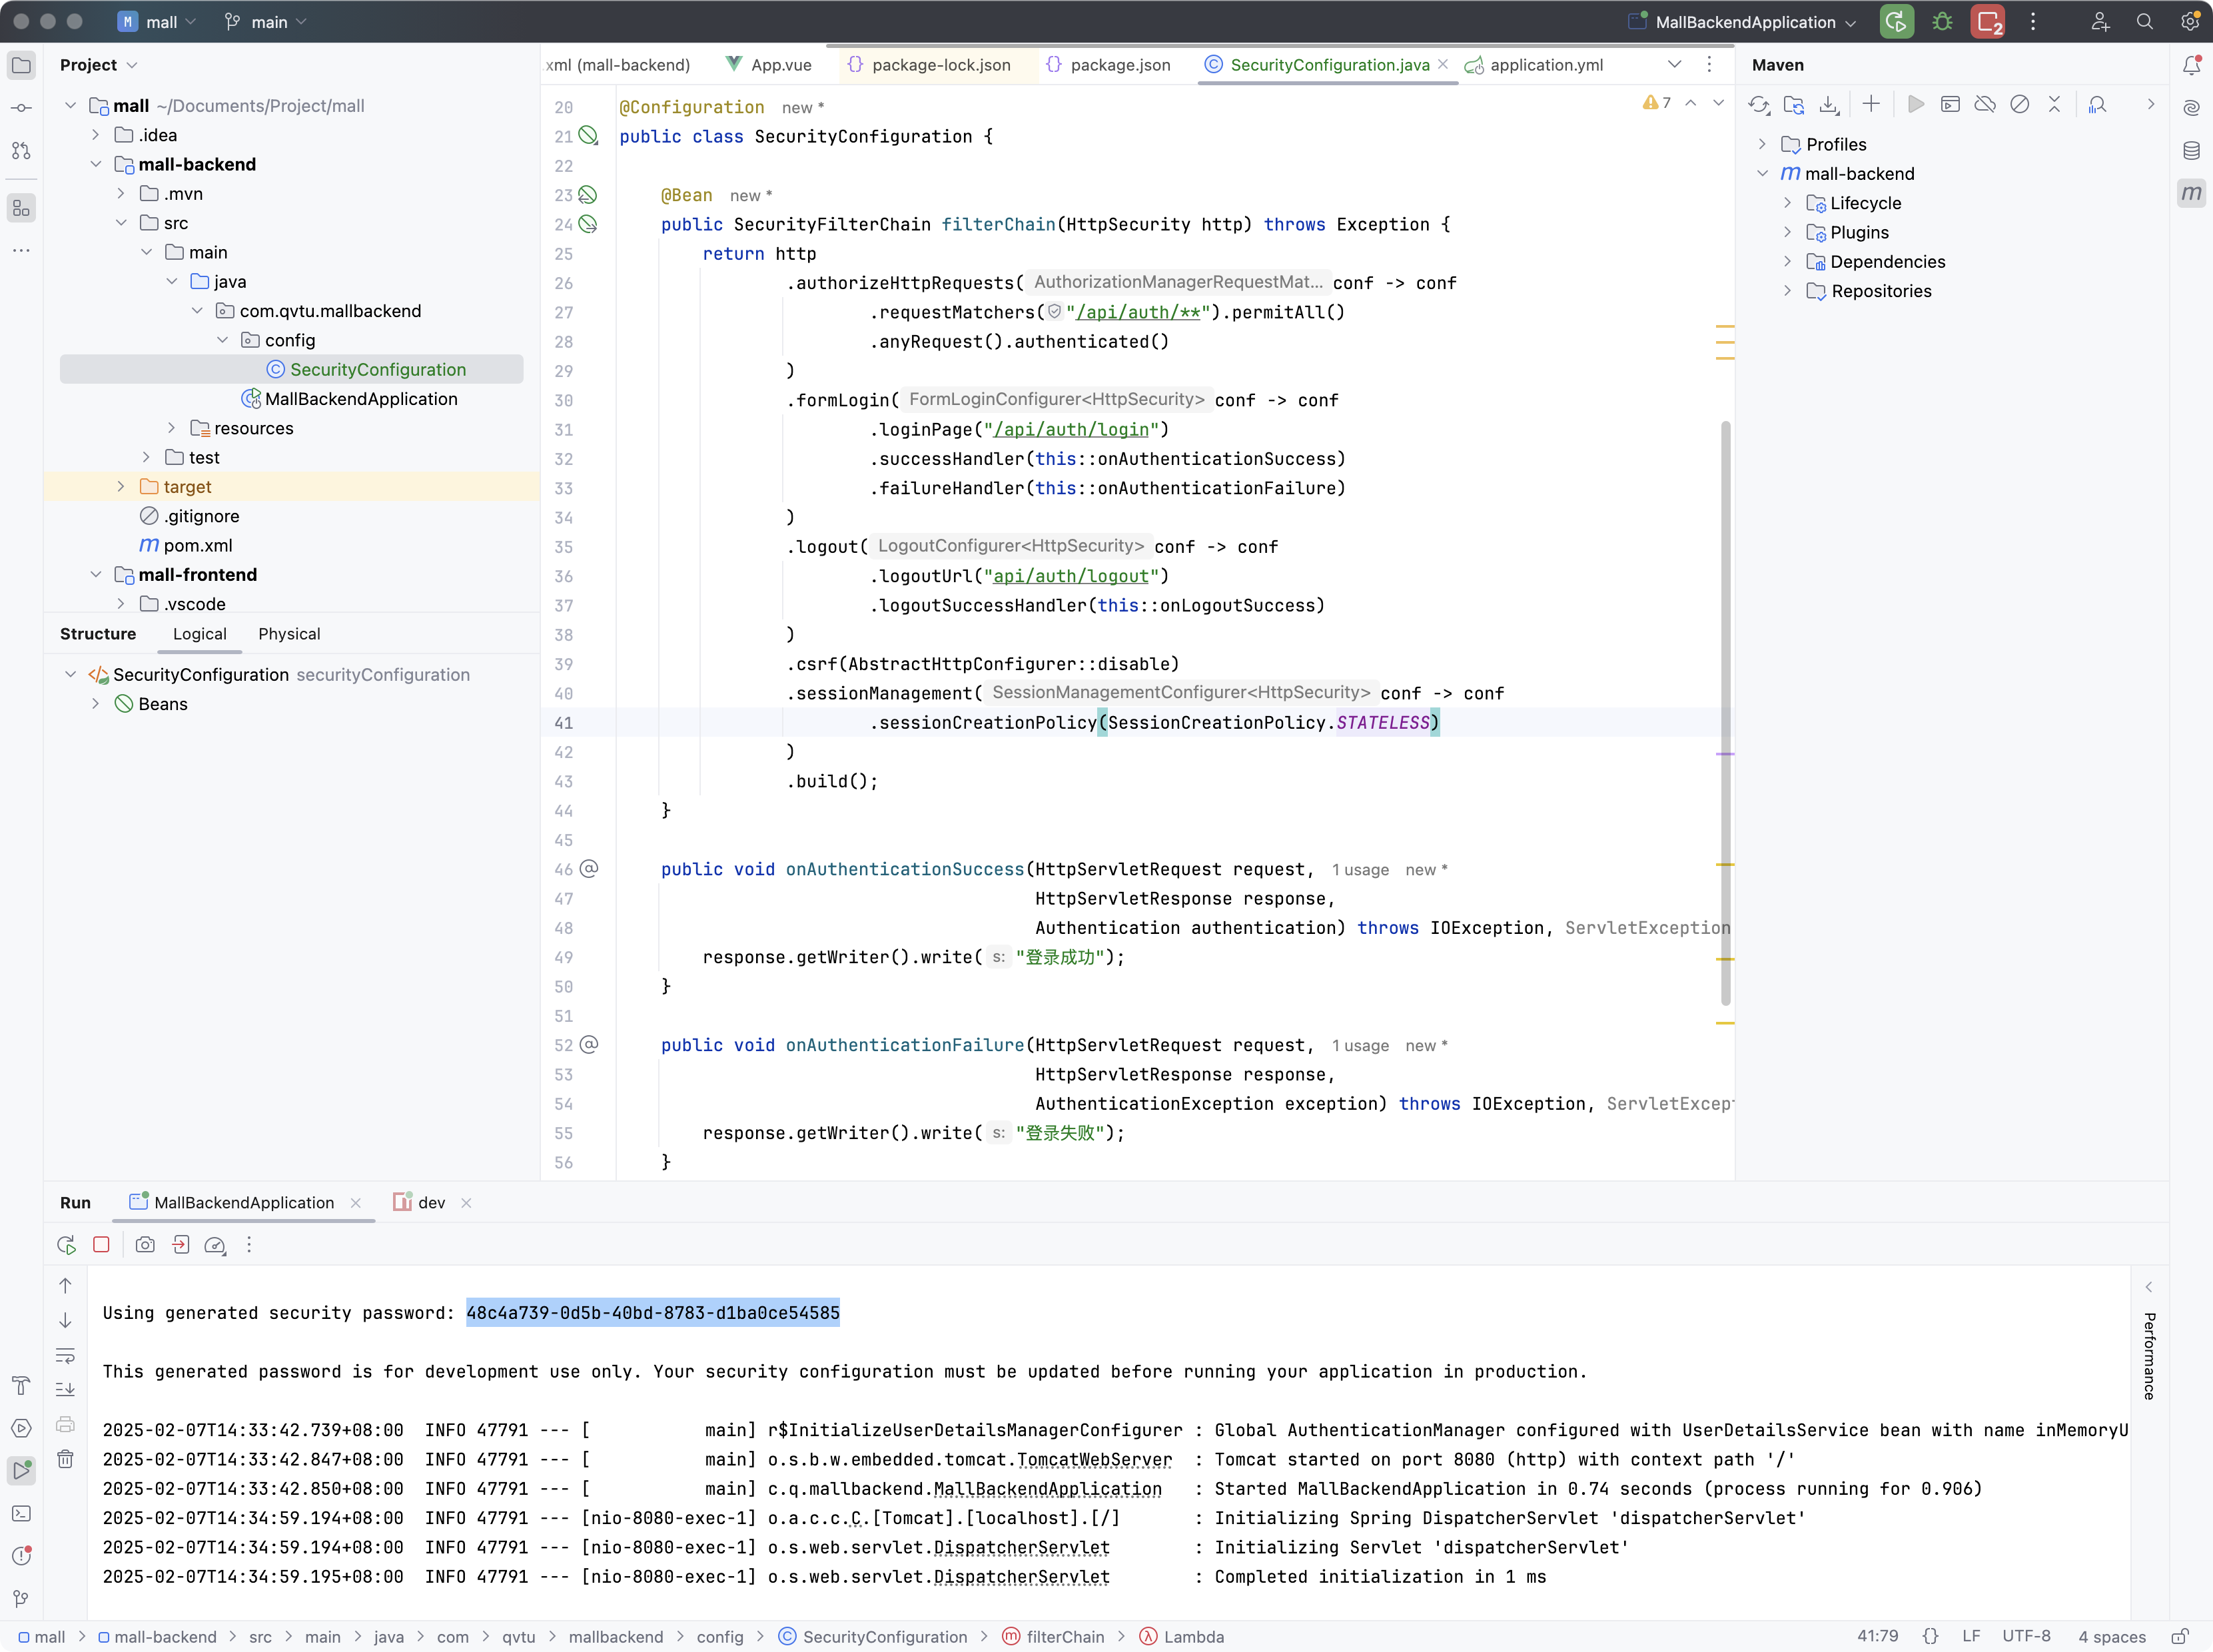 M mall main MallBackendApplication 2
Project
mall ~/Documents/Project/mall
.idea
mall-backend
.mvn
src
main
java
com.qvtu.mallbackend
config
SecurityConfiguration
MallBackendApplication
resources
test
target
.gitignore
pom.xml
mall-frontend
.vscode
Structure Logical Physical
SecurityConfiguration securityConfiguration
Beans
.xml (mall-backend) App.vue package-lock.json package.json SecurityConfiguration.java application.yml
7
20 @Configuration new *
21 public class SecurityConfiguration {
22
23 @Bean new *
24 public SecurityFilterChain filterChain(HttpSecurity http) throws Exception {
25 return http
26 .authorizeHttpRequests( AuthorizationManagerRequestMat... conf -> conf
27 .requestMatchers("/api/auth/**").permitAll()
28 .anyRequest().authenticated()
29 )
30 .formLogin( FormLoginConfigurer<HttpSecurity> conf -> conf
31 .loginPage("/api/auth/login")
32 .successHandler(this::onAuthenticationSuccess)
33 .failureHandler(this::onAuthenticationFailure)
34 )
35 .logout( LogoutConfigurer<HttpSecurity> conf -> conf
36 .logoutUrl("api/auth/logout")
37 .logoutSuccessHandler(this::onLogoutSuccess)
38 )
39 .csrf(AbstractHttpConfigurer::disable)
40 .sessionManagement( SessionManagementConfigurer<HttpSecurity> conf -> conf
41 .sessionCreationPolicy(SessionCreationPolicy.STATELESS)
42 )
43 .build();
44 }
45
46 public void onAuthenticationSuccess(HttpServletRequest request, 1 usage new *
47 HttpServletResponse response,
48 Authentication authentication) throws IOException, ServletException
49 response.getWriter().write( s: "登录成功");
50 }
51
52 public void onAuthenticationFailure(HttpServletRequest request, 1 usage new *
53 HttpServletResponse response,
54 AuthenticationException exception) throws IOException, ServletExcep
55 response.getWriter().write( s: "登录失败");
56 }
Maven
Profiles
mall-backend
Lifecycle
Plugins
Dependencies
Repositories
Run MallBackendApplication dev
Using generated security password: 48c4a739-0d5b-40bd-8783-d1ba0ce54585
This generated password is for development use only. Your security configuration must be updated before running your application in production.
2025-02-07T14:33:42.739+08:00 INFO 47791 --- [ main] r$InitializeUserDetailsManagerConfigurer : Global AuthenticationManager configured with UserDetailsService bean with name inMemoryU
2025-02-07T14:33:42.847+08:00 INFO 47791 --- [ main] o.s.b.w.embedded.tomcat.TomcatWebServer : Tomcat started on port 8080 (http) with context path '/'
2025-02-07T14:33:42.850+08:00 INFO 47791 --- [ main] c.q.mallbackend.MallBackendApplication : Started MallBackendApplication in 0.74 seconds (process running for 0.906)
2025-02-07T14:34:59.194+08:00 INFO 47791 --- [nio-8080-exec-1] o.a.c.c.C.[Tomcat].[localhost].[/] : Initializing Spring DispatcherServlet 'dispatcherServlet'
2025-02-07T14:34:59.194+08:00 INFO 47791 --- [nio-8080-exec-1] o.s.web.servlet.DispatcherServlet : Initializing Servlet 'dispatcherServlet'
2025-02-07T14:34:59.195+08:00 INFO 47791 --- [nio-8080-exec-1] o.s.web.servlet.DispatcherServlet : Completed initialization in 1 ms
Performance
mall > mall-backend > src > main > java > com > qvtu > mallbackend > config > SecurityConfiguration > filterChain > Lambda 41:79 {} LF UTF-8 4 spaces